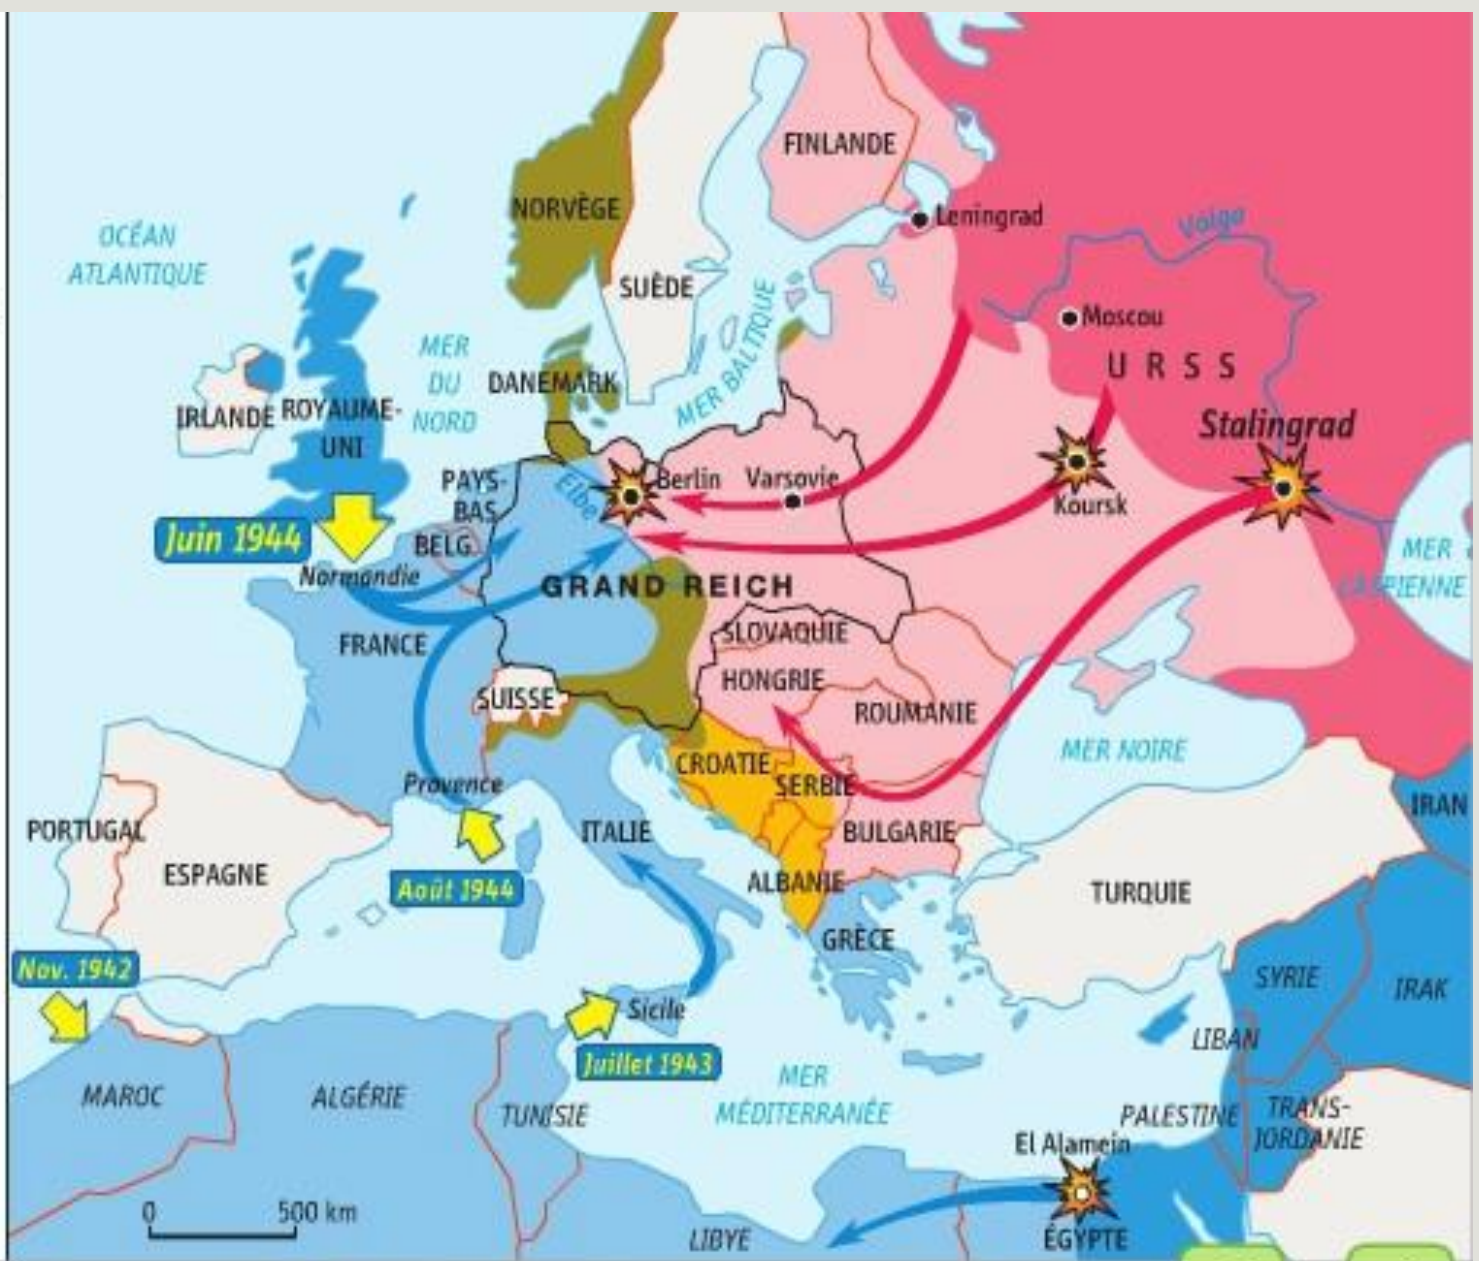 FINLANDE
NORVÈGE
Leningrad
Volga
OCÉAN
ATLANTIQUE
SUÈDE
MER BALTIQUE
Moscou
MER
DU
NORD
URSS
DANEMARK
IRLANDE
ROYAUME-
UNI
Stalingrad
PAYS-
BAS
Elbe
Berlin
Varsovie
Koursk
Juin 1944
BELG.
MER
CASPIENNE
Normandie
GRAND REICH
FRANCE
SLOVAQUIE
HONGRIE
SUISSE
ROUMANIE
MER NOIRE
CROATIE
SERBIE
Provence
IRAN
PORTUGAL
ITALIE
BULGARIE
ESPAGNE
Août 1944
ALBANIE
TURQUIE
GRÈCE
Nov. 1942
SYRIE
IRAK
Sicile
LIBAN
Juillet 1943
MER
MÉDITERRANÉE
MAROC
ALGÉRIE
TUNISIE
PALESTINE
TRANS-
JORDANIE
El Alamein
0 500 km
LIBYE
ÉGYPTE